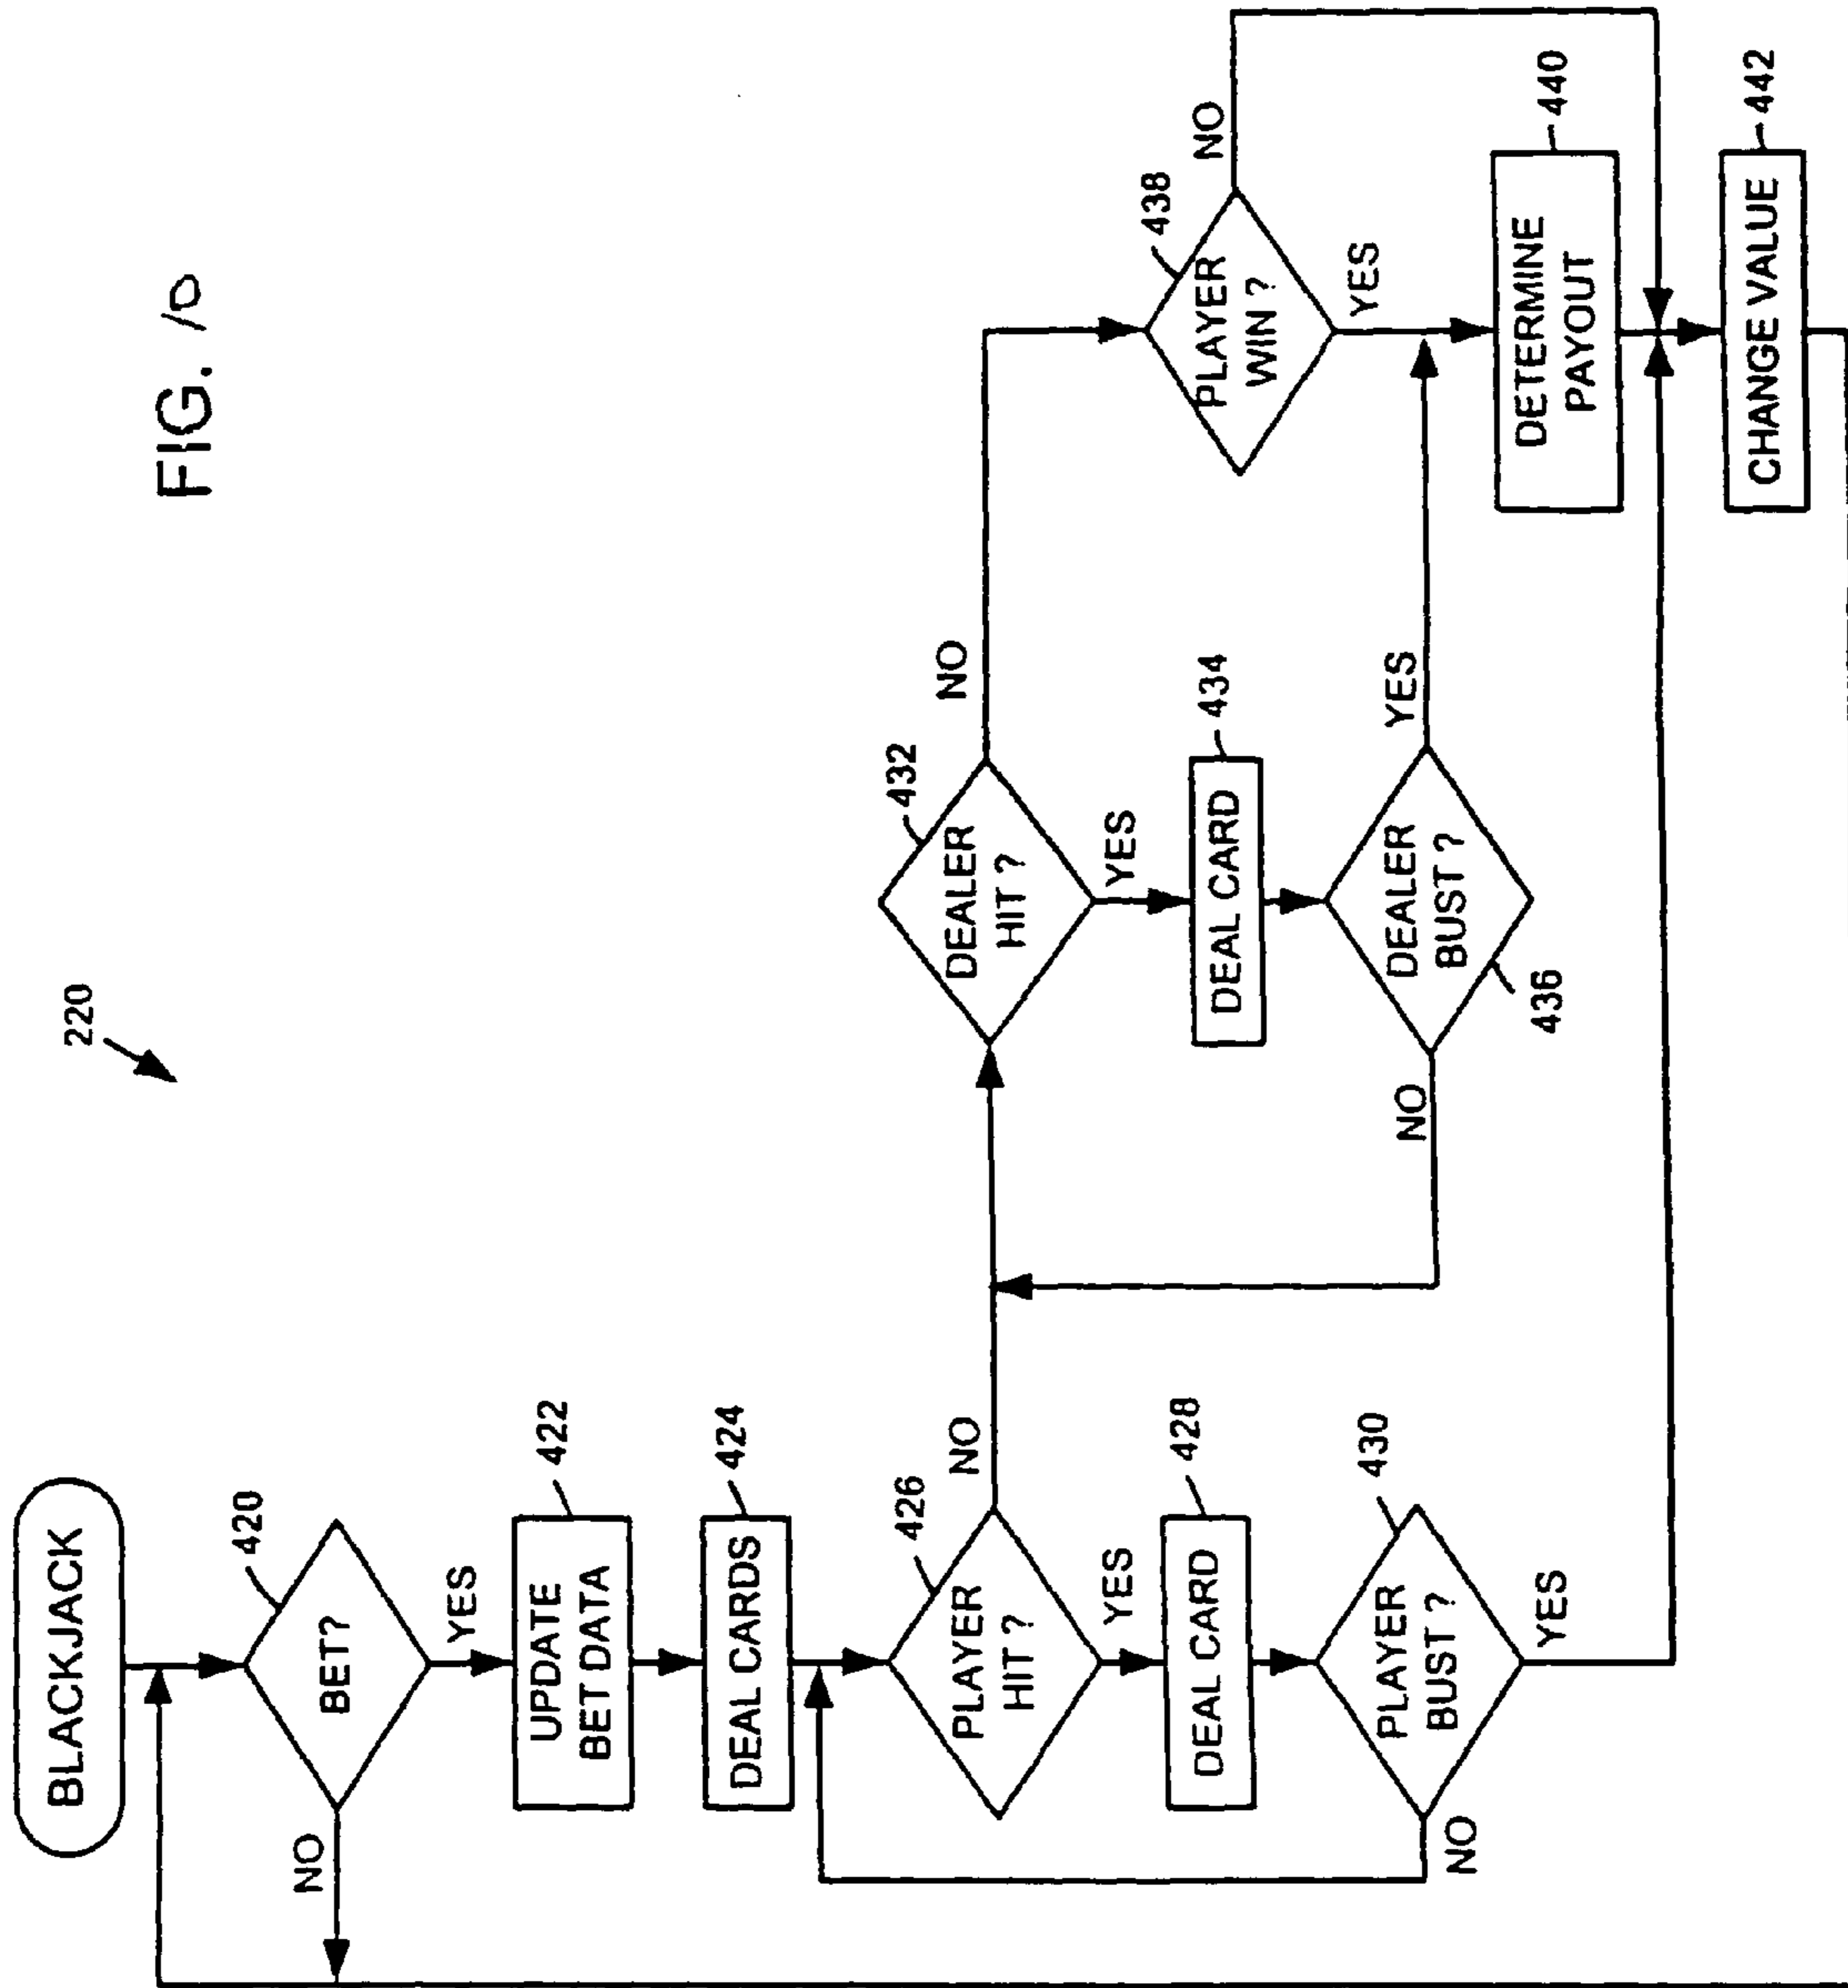 FIG. 10
220
BLACKJACK
BET?
420
NO
YES
UPDATE
BET DATA
422
DEAL CARDS
424
PLAYER
HIT ?
426
NO
YES
DEAL CARD
428
PLAYER
BUST ?
430
NO
YES
DEALER
HIT ?
432
NO
YES
DEAL CARD
434
DEALER
BUST ?
436
NO
YES
PLAYER
WIN ?
438
NO
YES
DETERMINE
PAYOUT
440
CHANGE VALUE
442